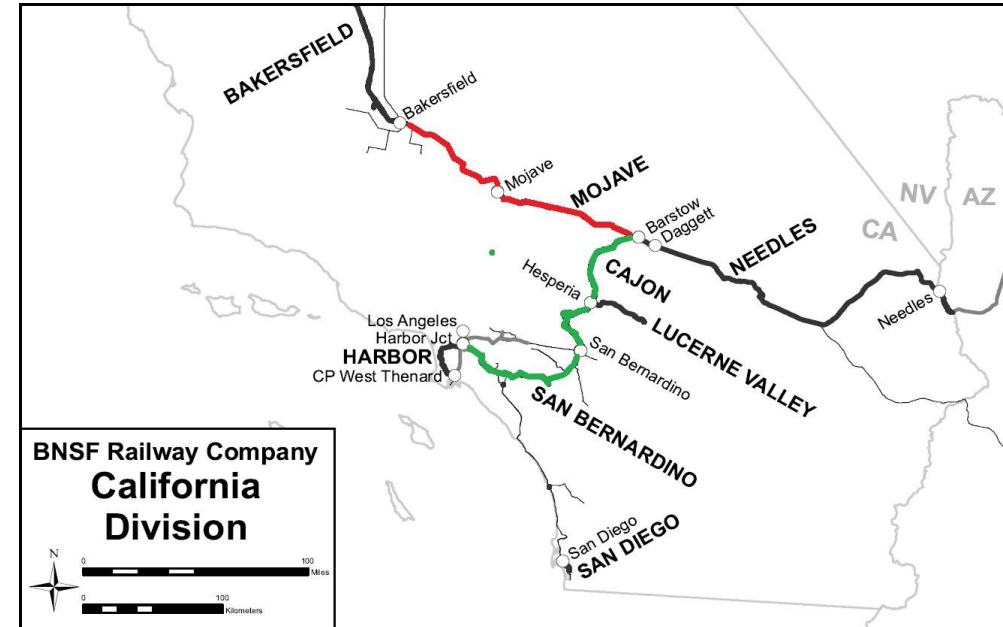 BAKERSFIELD
Bakersfield
Mojave
MOJAVE
Barstow
Daggett
NEEDLES
NV
AZ
CA
Needles
Hesperia
CAJON
LUCERNE VALLEY
Los Angeles
Harbor Jct
HARBOR
CP West Thenard
San Bernardino
SAN BERNARDINO
San Diego
SAN DIEGO
BNSF Railway Company
California
Division
N
0 100
Miles
0 100
Kilometers